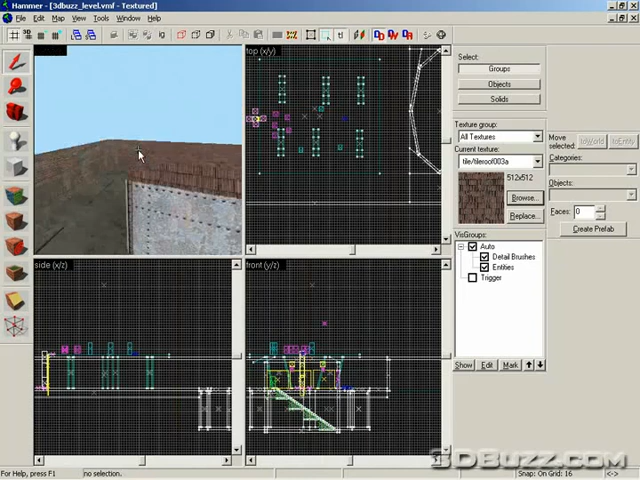 Hammer - [3dbuzz_level.vmf - Textured]
File Edit Map View Tools Window Help
top (x/y)
side (x/z)
front (y/z)
Select:
Groups
Objects
Solids
Texture group:
All Textures
Current texture:
tile/tileroof003a
512x512
Browse...
Replace...
Move selected:
toWorld
toEntity
Categories:
Objects:
Faces: 0
Create Prefab
VisGroups:
Auto
Detail Brushes
Entities
Trigger
Show Edit Mark
3DBUZZ.COM
For Help, press F1
no selection.
Snap: On Grid: 16
<->